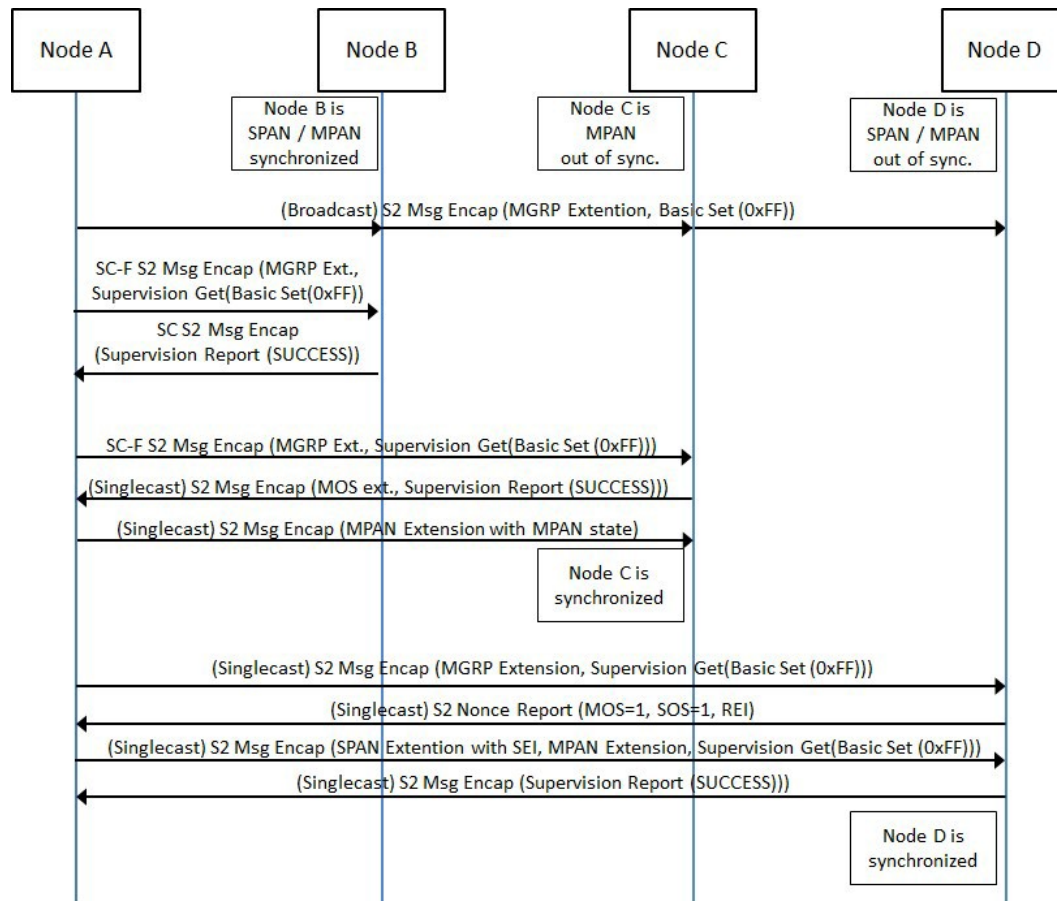 Node A
Node B
Node C
Node D
Node B is
SPAN / MPAN
synchronized
Node C is
MPAN
out of sync.
Node D is
SPAN / MPAN
out of sync.
(Broadcast) S2 Msg Encap (MGRP Extention, Basic Set (0xFF))
SC-F S2 Msg Encap (MGRP Ext.,
Supervision Get(Basic Set(0xFF))
SC S2 Msg Encap
(Supervision Report (SUCCESS))
SC-F S2 Msg Encap (MGRP Ext., Supervision Get(Basic Set (0xFF)))
(Singlecast) S2 Msg Encap (MOS ext., Supervision Report (SUCCESS)))
(Singlecast) S2 Msg Encap (MPAN Extension with MPAN state)
Node C is
synchronized
(Singlecast) S2 Msg Encap (MGRP Extension, Supervision Get(Basic Set (0xFF)))
(Singlecast) S2 Nonce Report (MOS=1, SOS=1, REI)
(Singlecast) S2 Msg Encap (SPAN Extention with SEI, MPAN Extension, Supervision Get(Basic Set (0xFF)))
(Singlecast) S2 Msg Encap (Supervision Report (SUCCESS)))
Node D is
synchronized